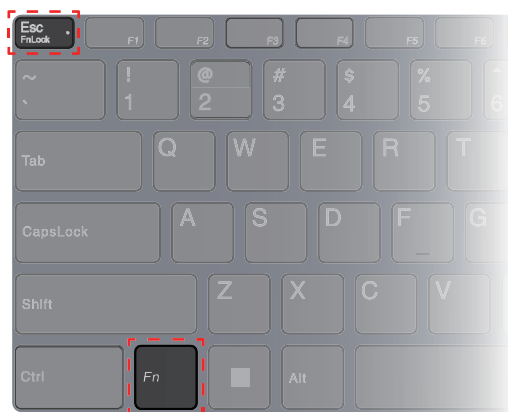 Esc
FnLock
F1 F2 F3 F4 F5 F6
~ ! @ # $ % ^
` 1 2 3 4 5 6
Tab Q W E R T
CapsLock A S D F G
Shift Z X C V
Ctrl Fn Alt